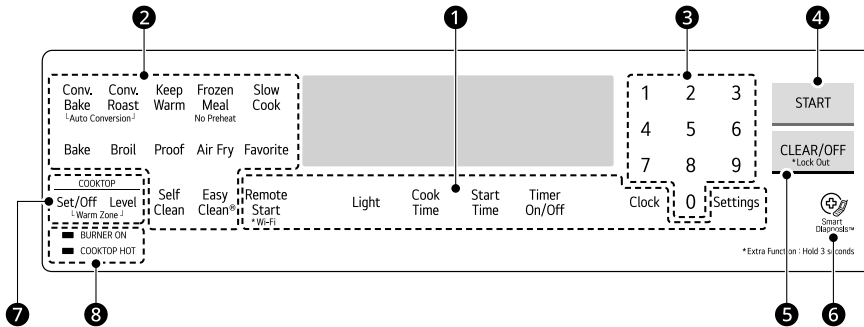 2 1 3 4
Conv. Bake Conv. Roast Keep Warm Frozen Meal Slow Cook
└Auto Conversion┘ No Preheat
Bake Broil Proof Air Fry Favorite
COOKTOP
Set/Off Level
└ Warm Zone ┘
BURNER ON
COOKTOP HOT
Self Clean Easy Clean®
Remote Start
*Wi-Fi
Light Cook Time Start Time Timer On/Off Clock 0 Settings
1 2 3
4 5 6
7 8 9
START
CLEAR/OFF
*Lock Out
Smart
Diagnosis™
*Extra Function : Hold 3 seconds
7 8 5 6